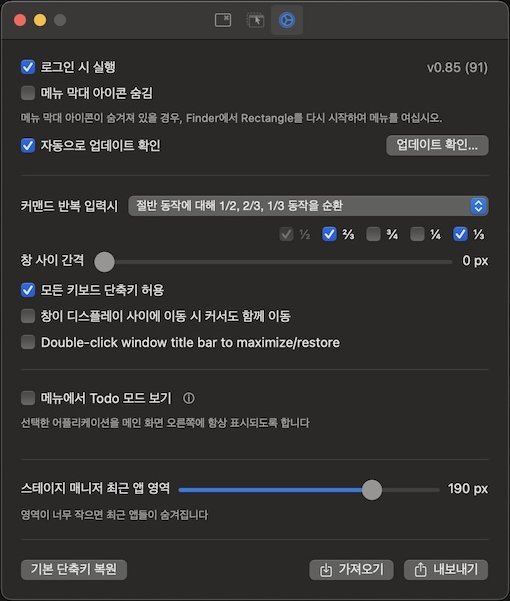 로그인 시 실행 v0.85 (91)
메뉴 막대 아이콘 숨김
메뉴 막대 아이콘이 숨겨져 있을 경우, Finder에서 Rectangle를 다시 시작하여 메뉴를 여십시오.
자동으로 업데이트 확인 업데이트 확인...
커맨드 반복 입력시 절반 동작에 대해 1/2, 2/3, 1/3 동작을 순환
½ ⅔ ¾ ¼ ⅓
창 사이 간격 0 px
모든 키보드 단축키 허용
창이 디스플레이 사이에 이동 시 커서도 함께 이동
Double-click window title bar to maximize/restore
메뉴에서 Todo 모드 보기 ⓘ
선택한 어플리케이션을 메인 화면 오른쪽에 항상 표시되도록 합니다
스테이지 매니저 최근 앱 영역 190 px
영역이 너무 작으면 최근 앱들이 숨겨집니다
기본 단축키 복원 가져오기 내보내기